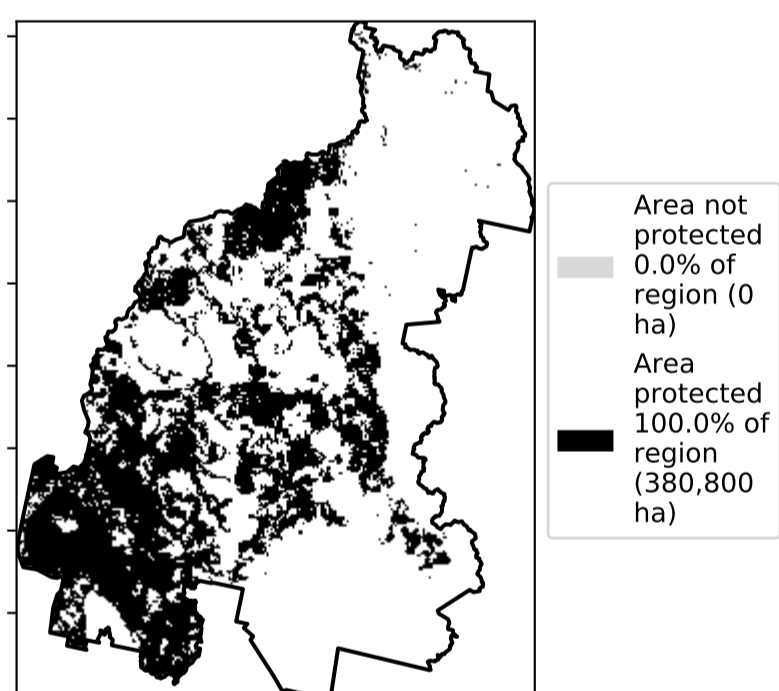 Area not
protected
0.0% of
region (0
ha)
Area
protected
100.0% of
region
(380,800
ha)